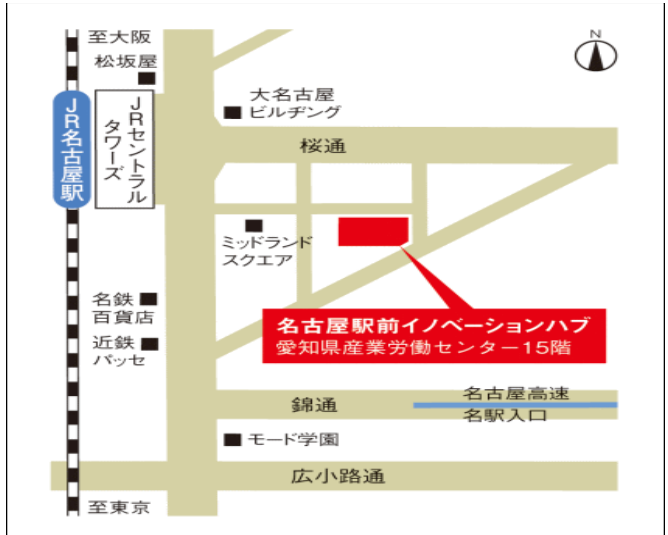 至大阪
N
松坂屋
JRセントラル
タワーズ
JR名古屋駅
大名古屋
ビルヂング
桜通
ミッドランド
スクエア
名鉄
百貨店
名古屋駅前イノベーションハブ
愛知県産業労働センター15階
近鉄
パッセ
名古屋高速
錦通
名駅入口
モード学園
広小路通
至東京